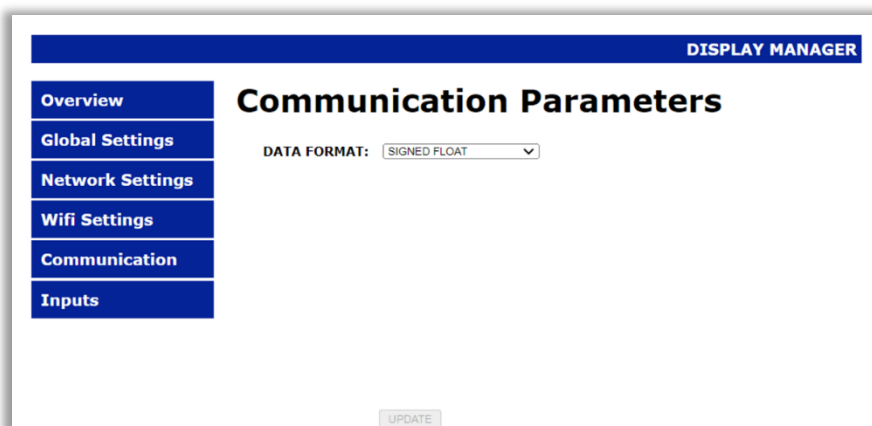 DISPLAY MANAGER
Overview
Global Settings
Network Settings
Wifi Settings
Communication
Inputs
Communication Parameters
DATA FORMAT: SIGNED FLOAT
UPDATE